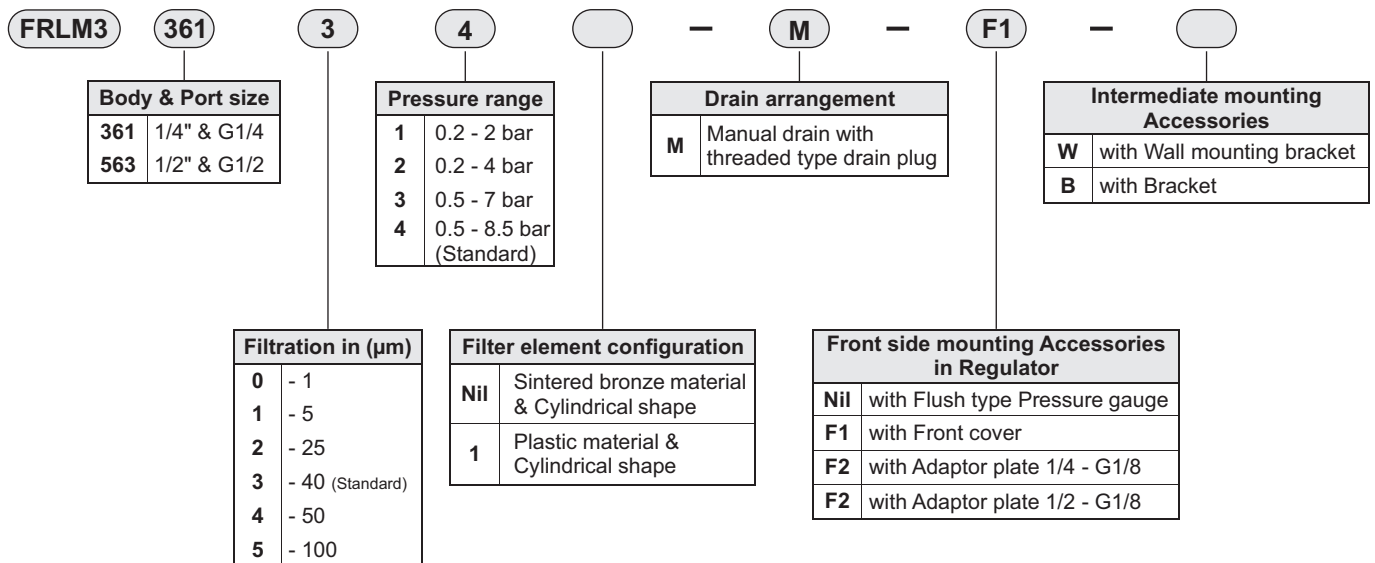 FRLM3 361 3 4 – M – F1 –
Body & Port size
361 1/4" & G1/4
563 1/2" & G1/2
Pressure range
1 0.2 - 2 bar
2 0.2 - 4 bar
3 0.5 - 7 bar
4 0.5 - 8.5 bar
(Standard)
Drain arrangement
M Manual drain with
threaded type drain plug
Intermediate mounting
Accessories
W with Wall mounting bracket
B with Bracket
Filtration in (µm)
0 - 1
1 - 5
2 - 25
3 - 40 (Standard)
4 - 50
5 - 100
Filter element configuration
Nil Sintered bronze material
& Cylindrical shape
1 Plastic material &
Cylindrical shape
Front side mounting Accessories
in Regulator
Nil with Flush type Pressure gauge
F1 with Front cover
F2 with Adaptor plate 1/4 - G1/8
F2 with Adaptor plate 1/2 - G1/8